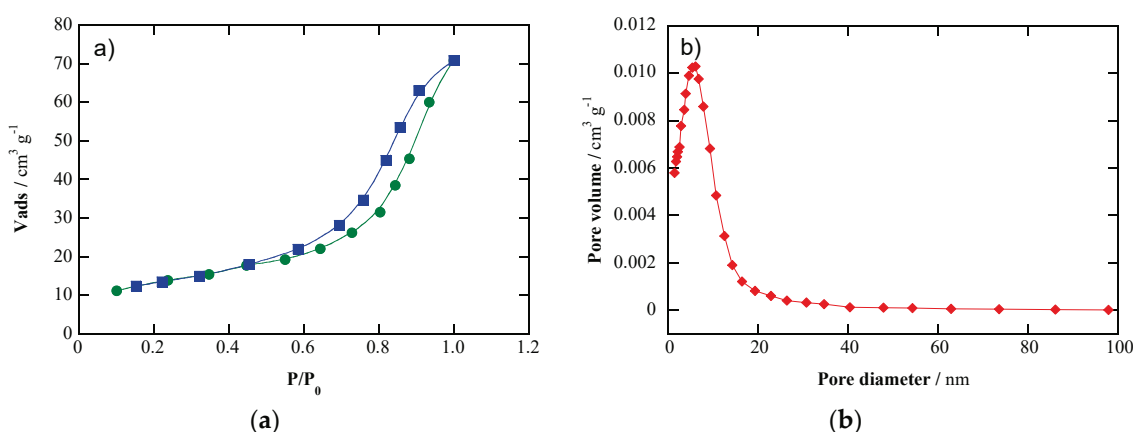 a)
80
70
60
50
40
30
20
10
0
Vads / cm³ g⁻¹
0 0.2 0.4 0.6 0.8 1.0 1.2
P/P₀
(a)
b)
0.012
0.010
0.008
0.006
0.004
0.002
0
Pore volume / cm³ g⁻¹
0 20 40 60 80 100
Pore diameter / nm
(b)